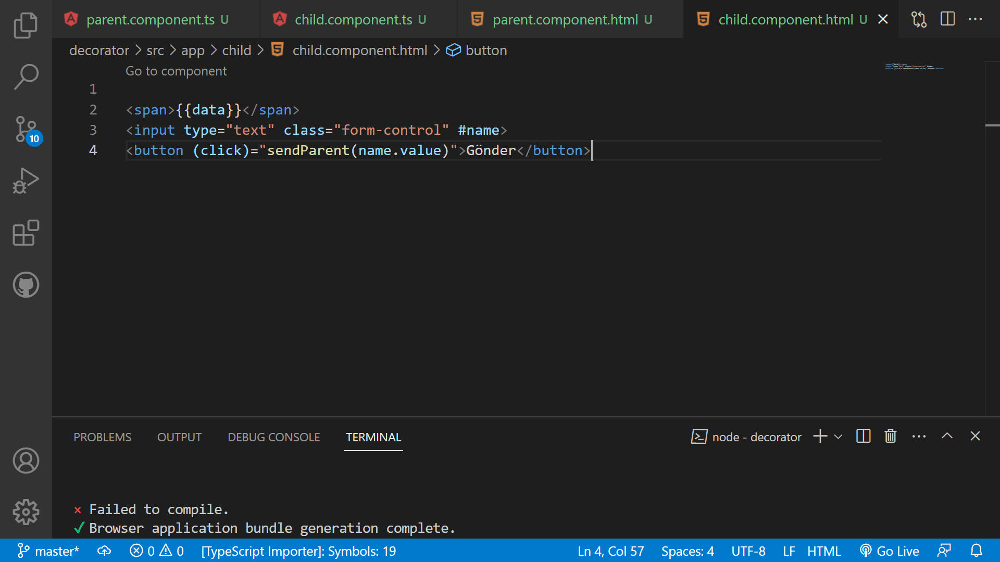 parent.component.ts U
child.component.ts U
parent.component.html U
child.component.html U
decorator > src > app > child > child.component.html > button
Go to component
1
2 <span>{{data}}</span>
3 <input type="text" class="form-control" #name>
4 <button (click)="sendParent(name.value)">Gönder</button>
10
PROBLEMS OUTPUT DEBUG CONSOLE TERMINAL
node - decorator
× Failed to compile.
✓ Browser application bundle generation complete.
master* 0 0 [TypeScript Importer]: Symbols: 19 Ln 4, Col 57 Spaces: 4 UTF-8 LF HTML Go Live